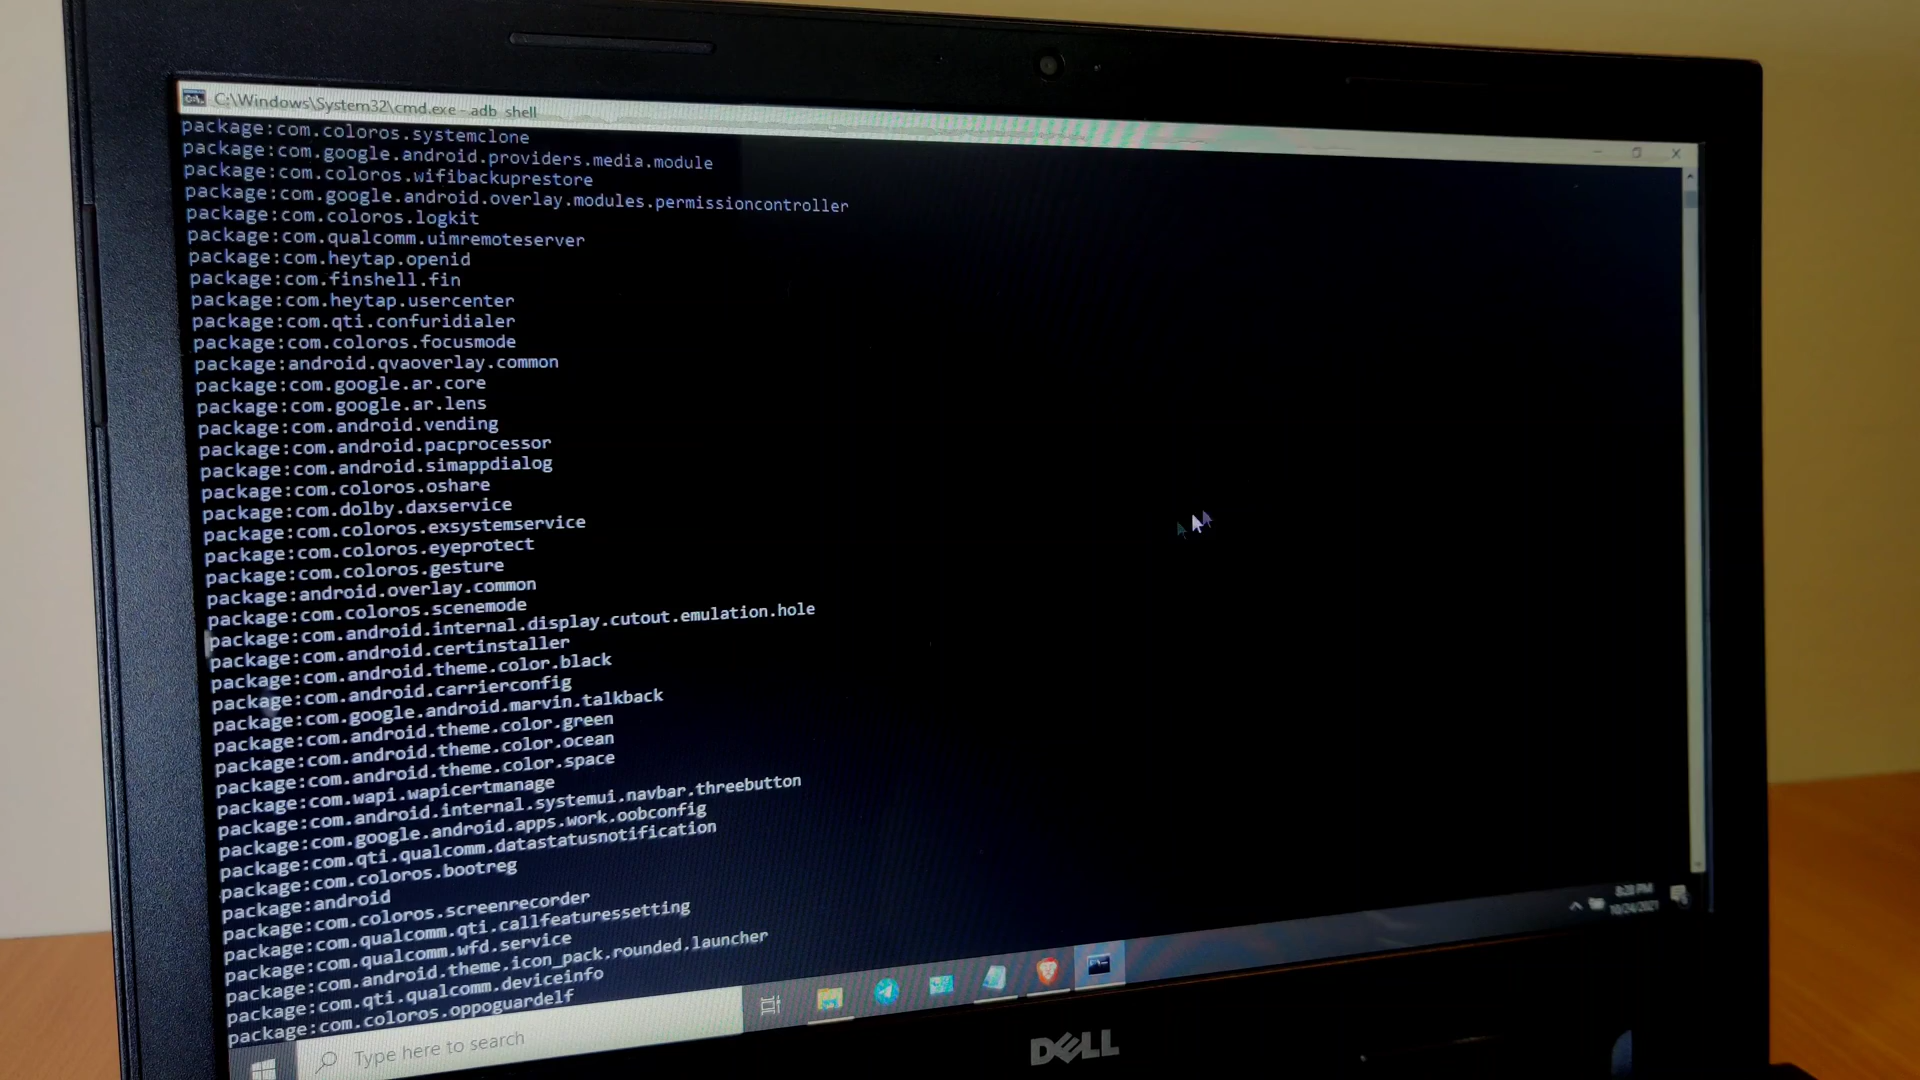 C:\Windows\System32\cmd.exe - adb shell
package:com.coloros.systemclone
package:com.google.android.providers.media.module
package:com.coloros.wifibackuprestore
package:com.google.android.overlay.modules.permissioncontroller
package:com.coloros.logkit
package:com.qualcomm.uimremoteserver
package:com.heytap.openid
package:com.finshell.fin
package:com.heytap.usercenter
package:com.qti.confuridialer
package:com.coloros.focusmode
package:android.qvaoverlay.common
package:com.google.ar.core
package:com.google.ar.lens
package:com.android.vending
package:com.android.pacprocessor
package:com.android.simappdialog
package:com.coloros.oshare
package:com.dolby.daxservice
package:com.coloros.exsystemservice
package:com.coloros.eyeprotect
package:com.coloros.gesture
package:android.overlay.common
package:com.coloros.scenemode
package:com.android.internal.display.cutout.emulation.hole
package:com.android.certinstaller
package:com.android.theme.color.black
package:com.android.carrierconfig
package:com.google.android.marvin.talkback
package:com.android.theme.color.green
package:com.android.theme.color.ocean
package:com.android.theme.color.space
package:com.wapi.wapicertmanage
package:com.android.internal.systemui.navbar.threebutton
package:com.google.android.apps.work.oobconfig
package:com.qti.qualcomm.datastatusnotification
package:com.coloros.bootreg
package:android
package:com.coloros.screenrecorder
package:com.qualcomm.qti.callfeaturessetting
package:com.qualcomm.wfd.service
package:com.android.theme.icon_pack.rounded.launcher
package:com.qti.qualcomm.deviceinfo
package:com.coloros.oppoguardelf
8:28 PM
10/24/2021
Type here to search
DELL